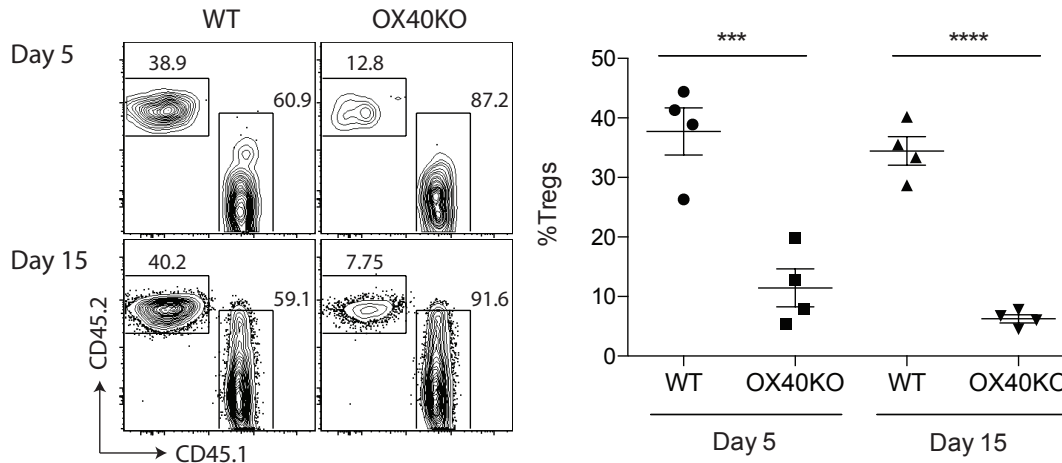 WT OX40KO
Day 5
38.9 60.9 12.8 87.2
Day 15
40.2 59.1 7.75 91.6
CD45.2
CD45.1
*** ****
50
40
30
20
10
0
%Tregs
WT OX40KO WT OX40KO
Day 5 Day 15